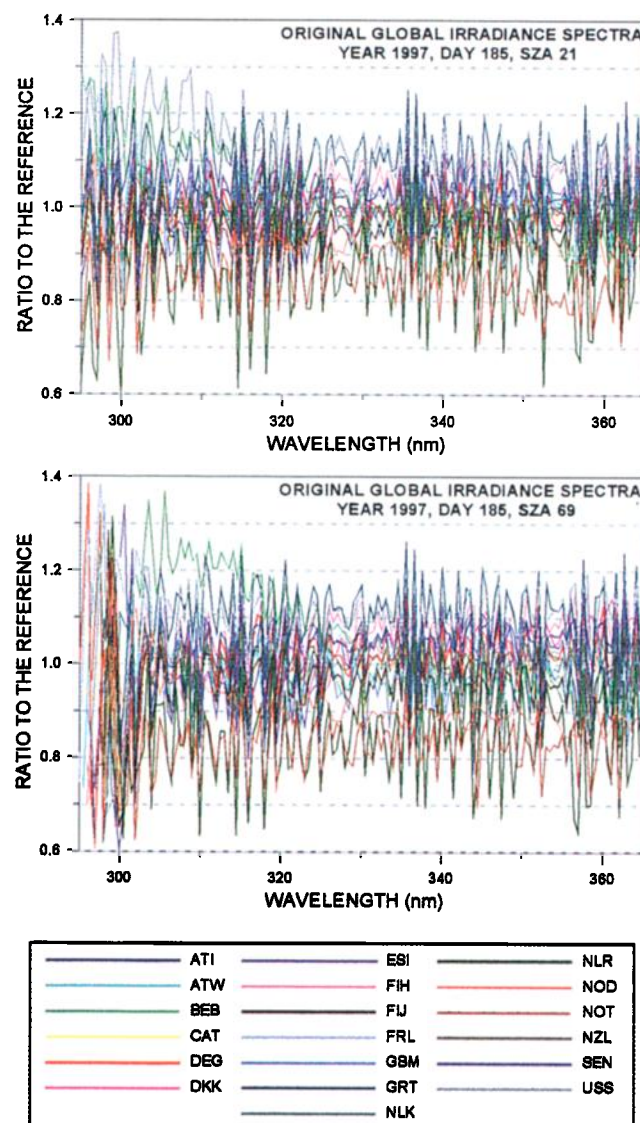 ORIGINAL GLOBAL IRRADIANCE SPECTRA
YEAR 1997, DAY 185, SZA 21
RATIO TO THE REFERENCE
1.4
1.2
1.0
0.8
0.6
300
320
340
360
WAVELENGTH (nm)
ORIGINAL GLOBAL IRRADIANCE SPECTRA
YEAR 1997, DAY 185, SZA 69
RATIO TO THE REFERENCE
1.4
1.2
1.0
0.8
0.6
300
320
340
360
WAVELENGTH (nm)
ATI
ATW
BEB
CAT
DEG
DKK
ESI
FIH
FIJ
FRL
GBM
GRT
NLK
NLR
NOD
NOT
NZL
SEN
USS